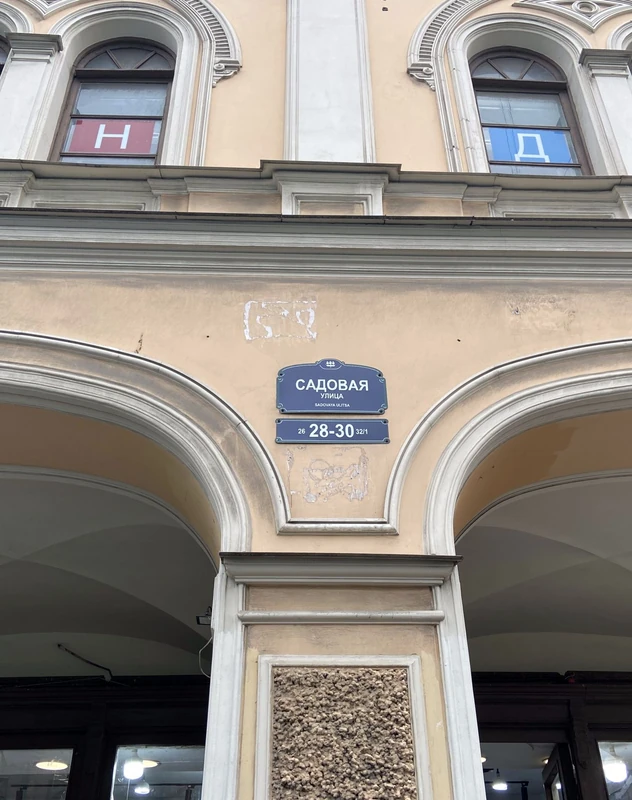 Н
Д
САДОВАЯ
УЛИЦА
SADOVAYA ULITSA
26 28-30 32/1